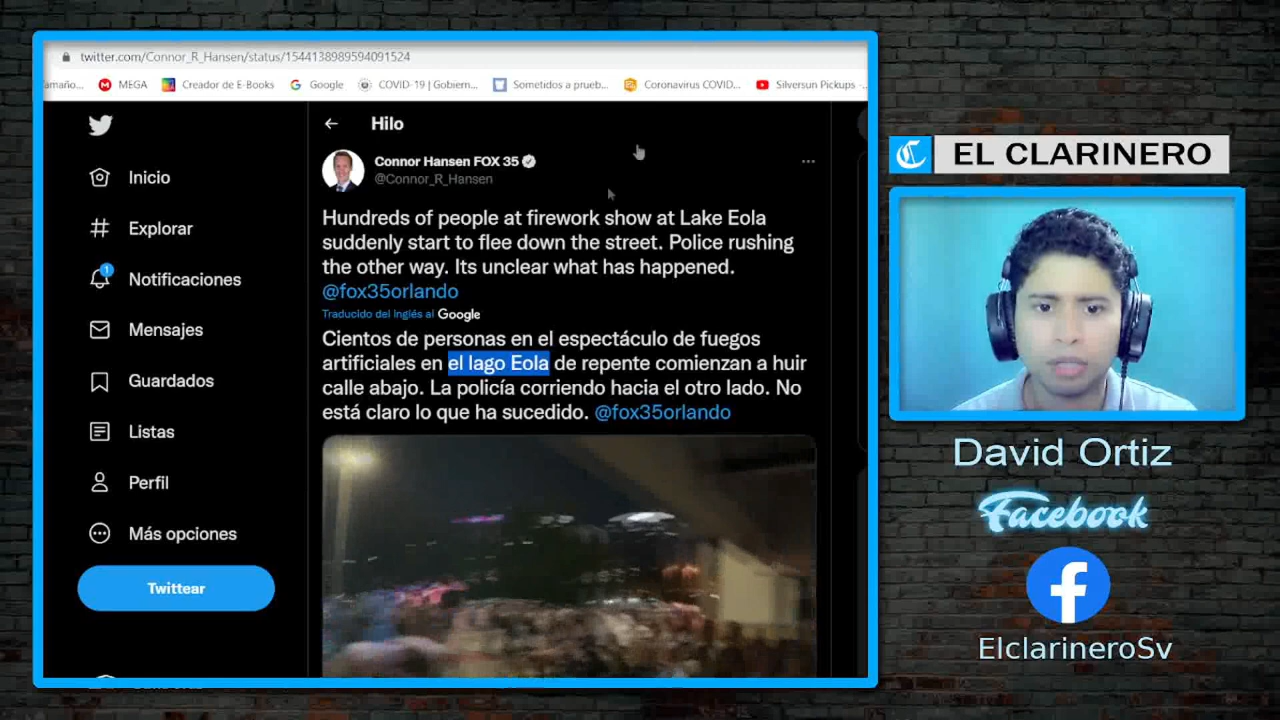 twitter.com/Connor_R_Hansen/status/1544138989594091524
amaño... MEGA Creador de E-Books Google COVID-19 | Gobiern... Sometidos a prueb... Coronavirus COVID... Silversun Pickups -...
Hilo
Inicio
Explorar
Notificaciones
1
Mensajes
Guardados
Listas
Perfil
Más opciones
Twittear
Connor Hansen FOX 35
@Connor_R_Hansen
Hundreds of people at firework show at Lake Eola
suddenly start to flee down the street. Police rushing
the other way. Its unclear what has happened.
@fox35orlando
Traducido del inglés al Google
Cientos de personas en el espectáculo de fuegos
artificiales en el lago Eola de repente comienzan a huir
calle abajo. La policía corriendo hacia el otro lado. No
está claro lo que ha sucedido. @fox35orlando
EL CLARINERO
David Ortiz
Facebook
ElclarineroSv